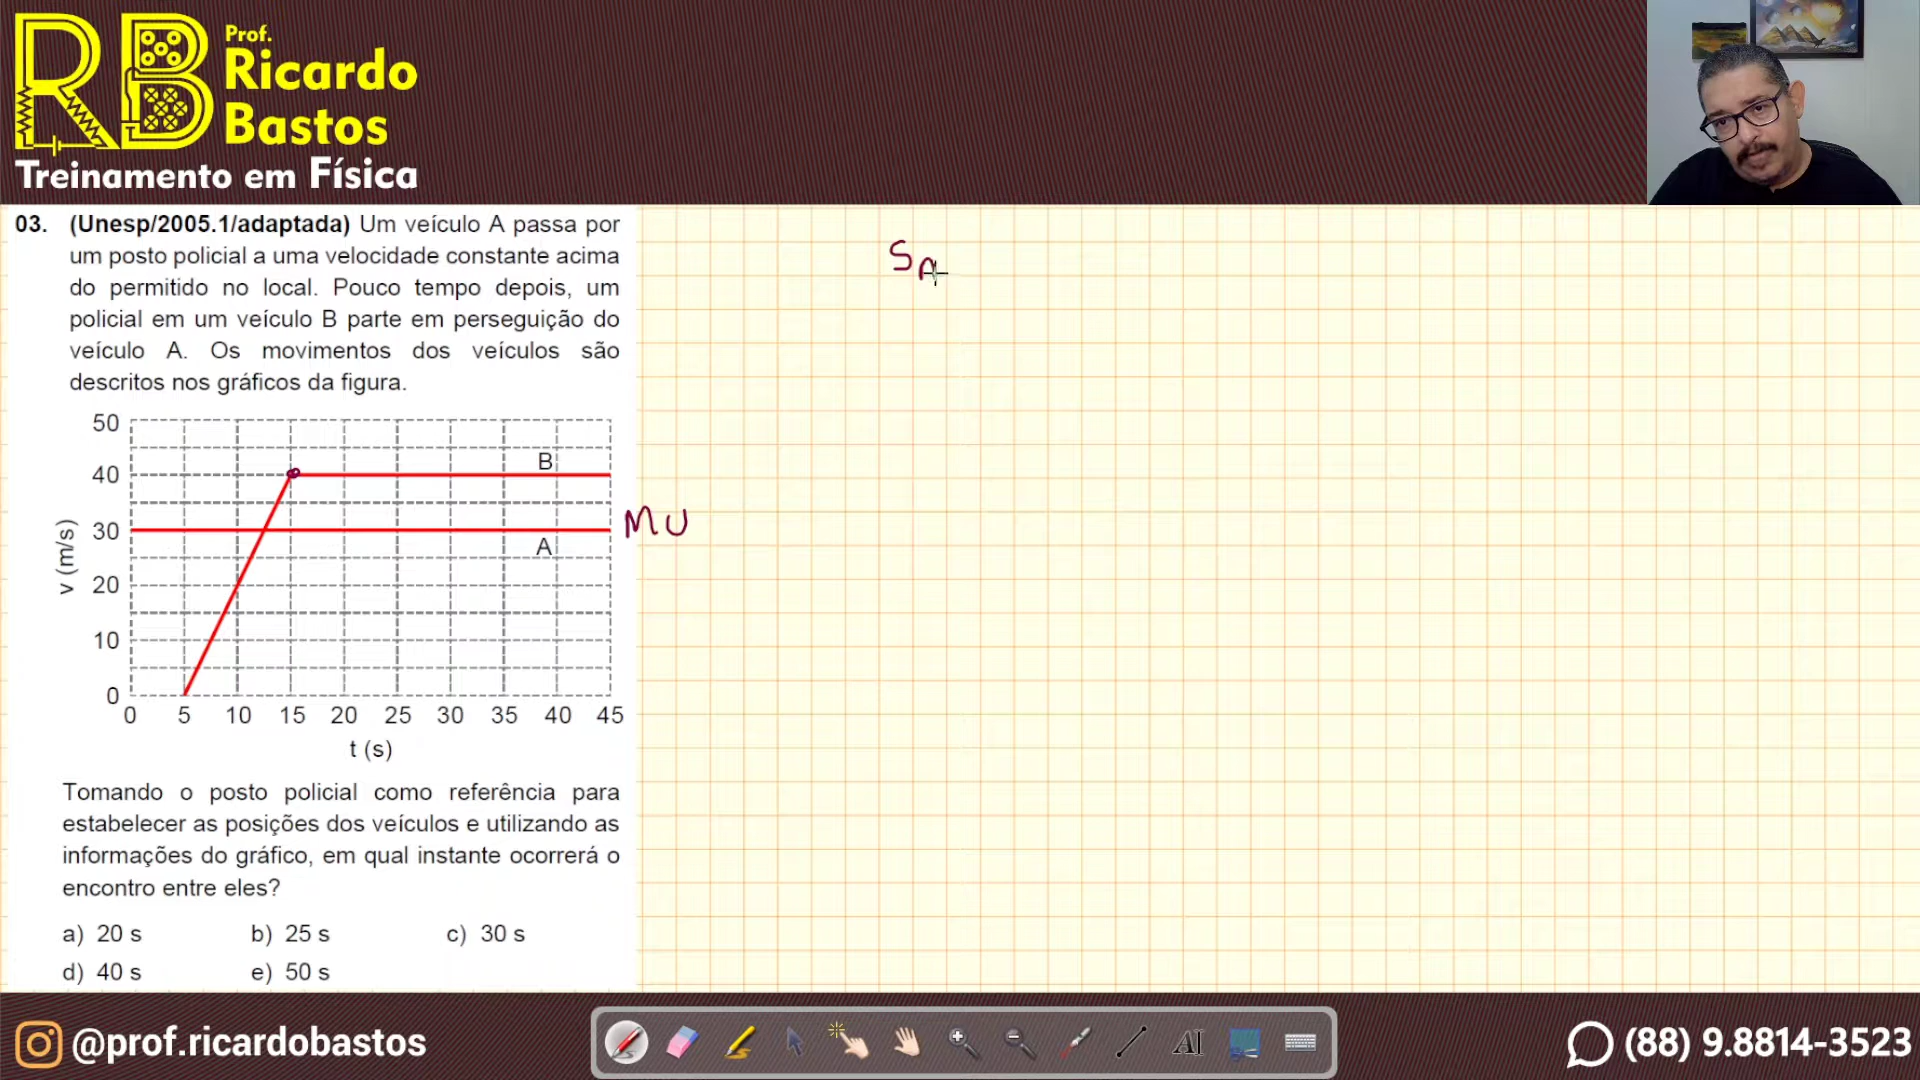 RB
Prof.
Ricardo
Bastos
Treinamento em Física
03. (Unesp/2005.1/adaptada) Um veículo A passa por
um posto policial a uma velocidade constante acima
do permitido no local. Pouco tempo depois, um
policial em um veículo B parte em perseguição do
veículo A. Os movimentos dos veículos são
descritos nos gráficos da figura.
50
40
30
20
10
0
v (m/s)
B
A
0 5 10 15 20 25 30 35 40 45
t (s)
MU
SA
Tomando o posto policial como referência para
estabelecer as posições dos veículos e utilizando as
informações do gráfico, em qual instante ocorrerá o
encontro entre eles?
a) 20 s b) 25 s c) 30 s
d) 40 s e) 50 s
@prof.ricardobastos
AI
(88) 9.8814-3523